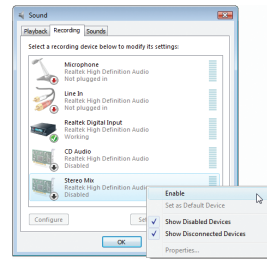 Sound
Playback Recording Sounds
Select a recording device below to modify its settings:
Microphone
Realtek High Definition Audio
Not plugged in
Line In
Realtek High Definition Audio
Not plugged in
Realtek Digital Input
Realtek High Definition Audio
Working
CD Audio
Realtek High Definition Audio
Disabled
Stereo Mix
Realtek High Definition Audio
Disabled
Enable
Set as Default Device
Show Disabled Devices
Show Disconnected Devices
Properties...
Configure
Set
OK